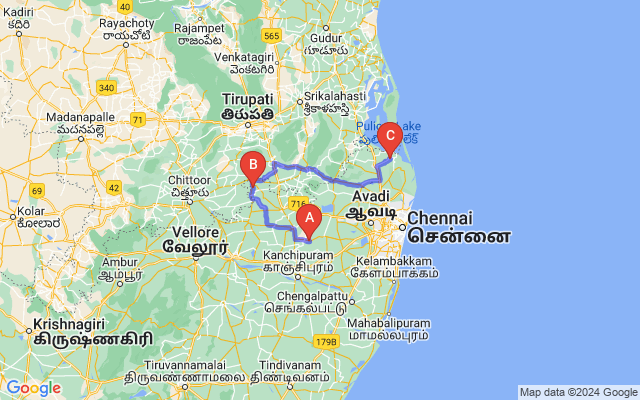 Kadiri
కదిరి
Rayachoty
రాయచోటి
Rajampet
రాజంపేట
565
Gudur
గూడూరు
Venkatagiri
వెంకటగిరి
340
Srikalahasti
శ్రీకాళహస్తి
Tirupati
తిరుపతి
Madanapalle
మదనపల్లె
71
Pulicat Lake
C
B
Chittoor
చిత్తూరు
69
Kolar
ಕೋಲಾರ
716
A
Avadi
ஆவடி
Chennai
சென்னை
Vellore
வேலூர்
Kanchipuram
காஞ்சிபுரம்
Kelambakkam
கேளம்பாக்கம்
Ambur
ஆம்பூர்
Chengalpattu
செங்கல்பட்டு
Krishnagiri
கிருஷ்ணகிரி
Mahabalipuram
மாமல்லபுரம்
179B
Tiruvannamalai
திருவண்ணாமலை
Tindivanam
திண்டிவனம்
Google
Map data ©2024 Google